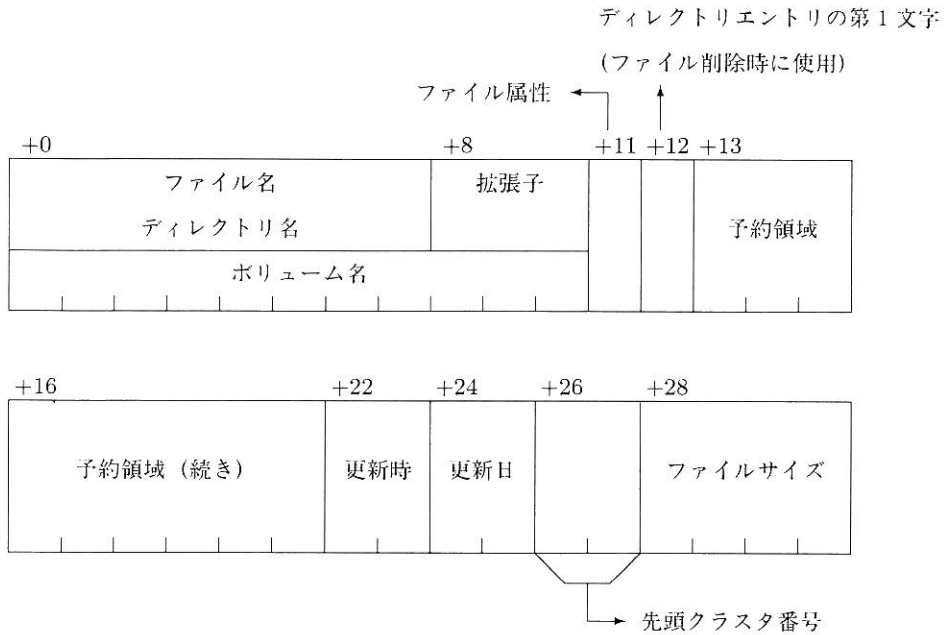 ディレクトリエントリの第1文字
(ファイル削除時に使用)
ファイル属性
+0 +8 +11 +12 +13
ファイル名 拡張子
ディレクトリ名 予約領域
ボリューム名
+16 +22 +24 +26 +28
予約領域 (続き) 更新時 更新日 ファイルサイズ
先頭クラスタ番号